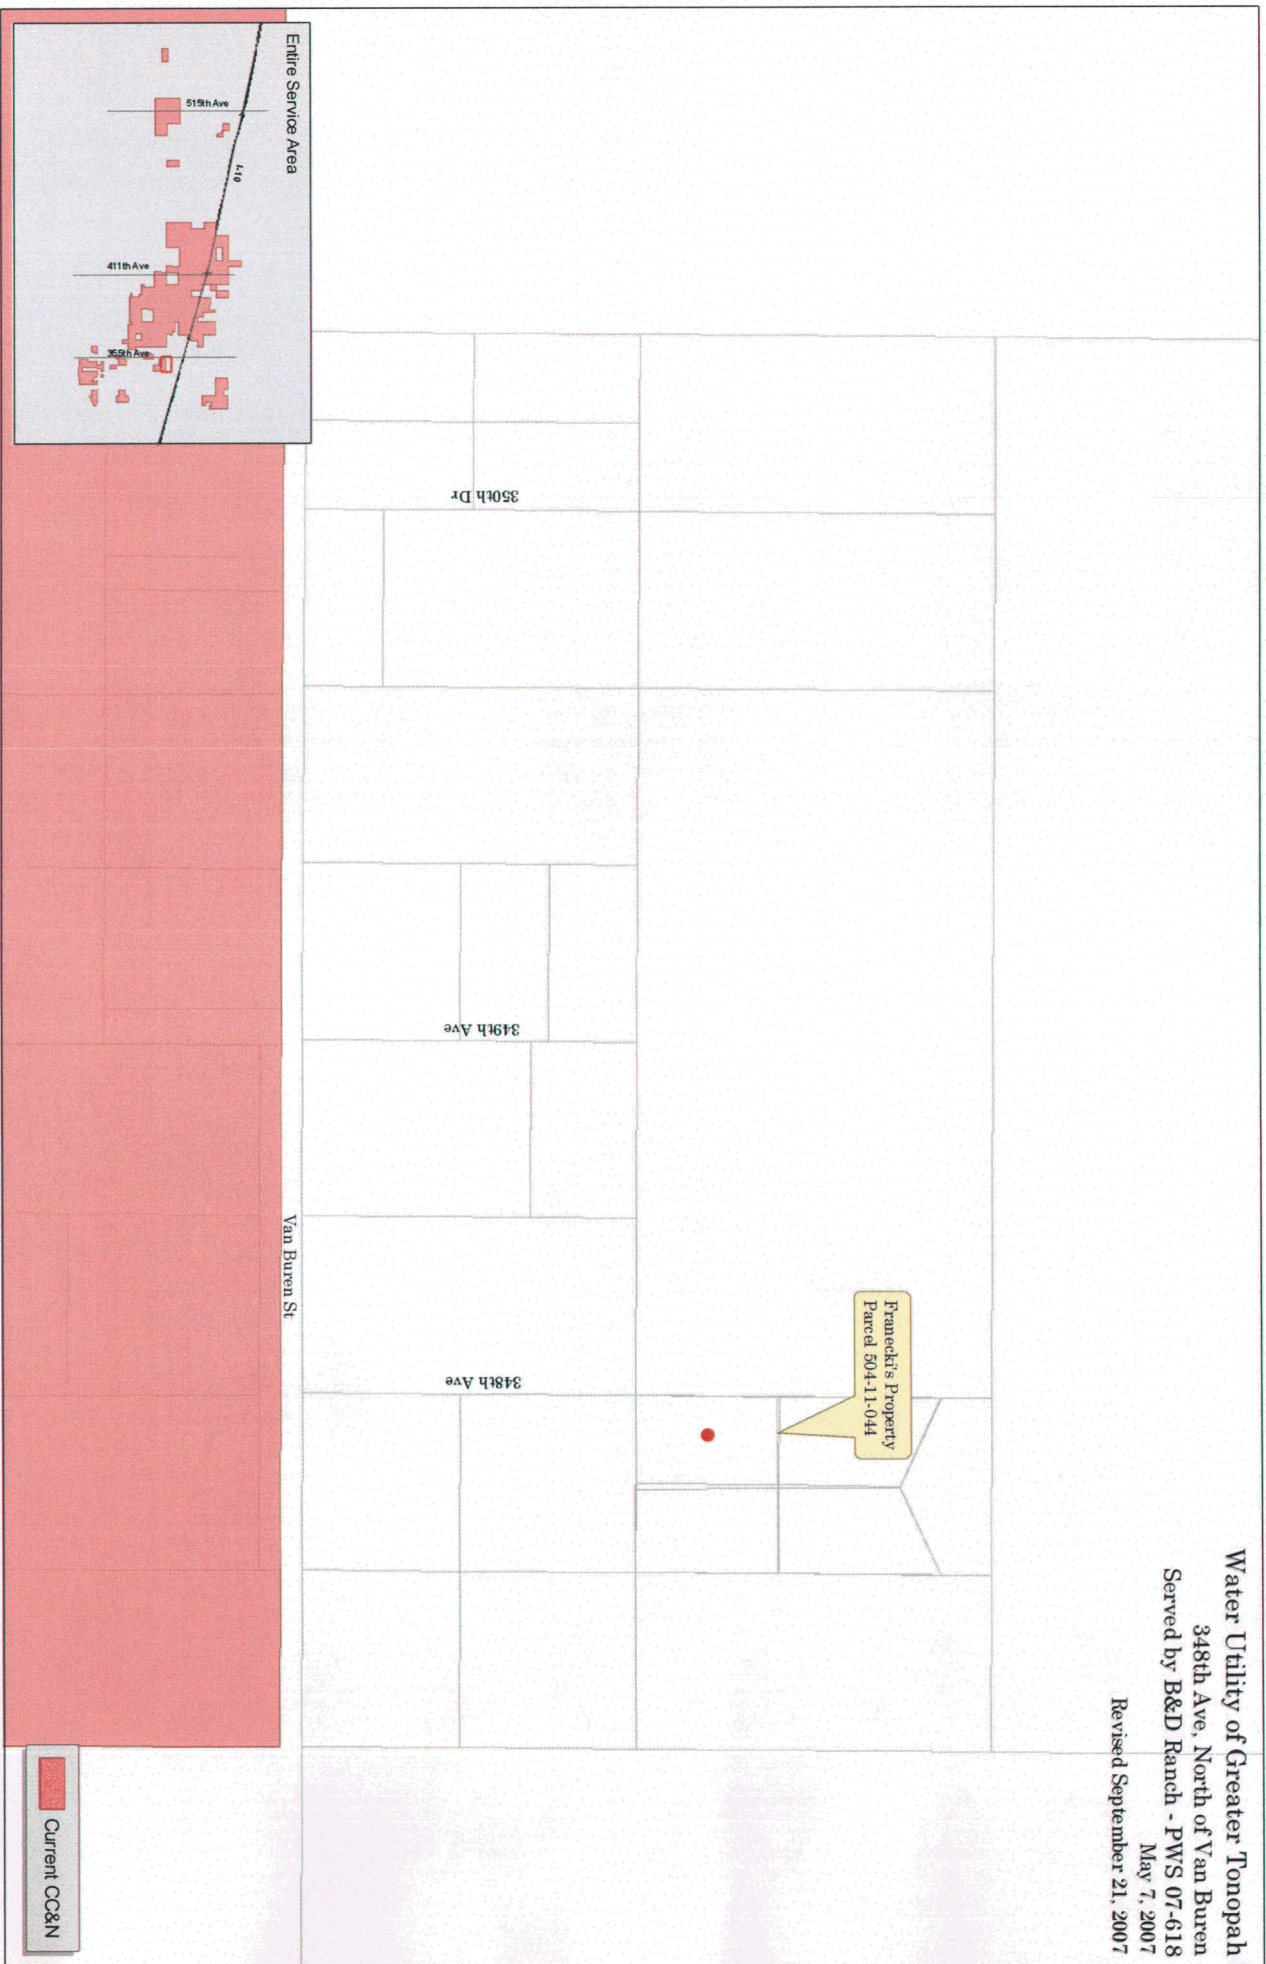 Water Utility of Greater Tonopah
348th Ave, North of Van Buren
Served by B&D Ranch - PWS 07-618
May 7, 2007
Revised September 21, 2007
Entire Service Area
515th Ave
I-10
411th Ave
355th Ave
Franecki's Property
Parcel 504-11-044
350th Dr
349th Ave
348th Ave
Van Buren St
Current CC&N